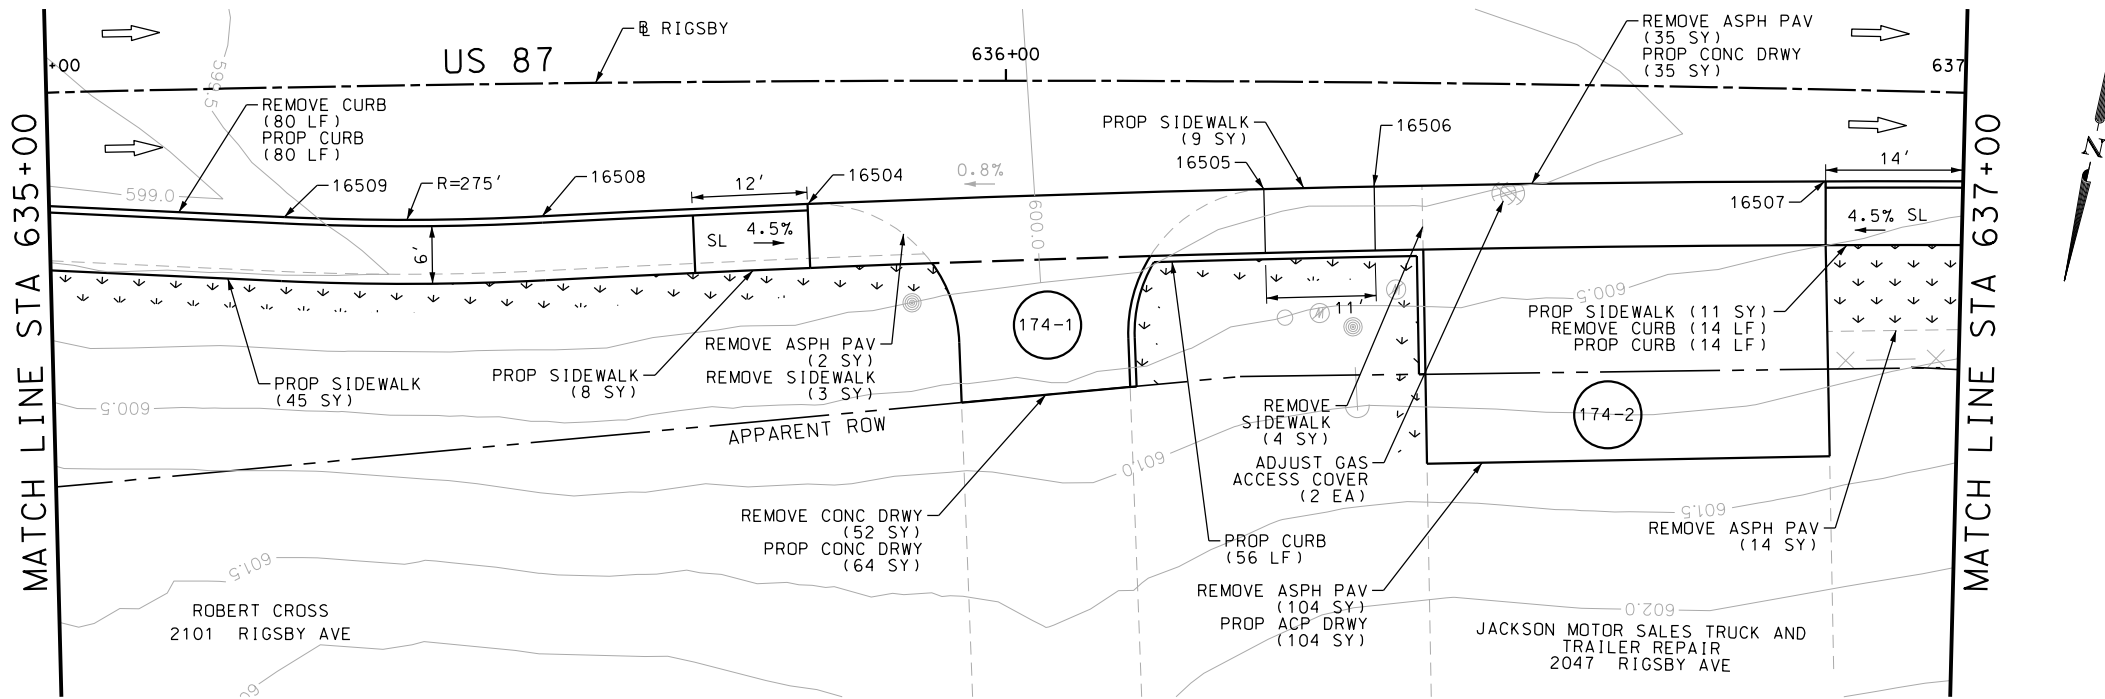 US 87
℄ RIGSBY
636+00
+00
637
MATCH LINE STA 635+00
MATCH LINE STA 637+00
N
REMOVE ASPH PAV
(35 SY)
PROP CONC DRWY
(35 SY)
599.5
REMOVE CURB
(80 LF)
PROP CURB
(80 LF)
599.0
16509
R=275'
16508
12'
16504
0.8%
PROP SIDEWALK
(9 SY)
16505
16506
14'
16507
4.5% SL
SL 4.5%
6'
600.0
174-1
11'
600.5
PROP SIDEWALK (11 SY)
REMOVE CURB (14 LF)
PROP CURB (14 LF)
REMOVE ASPH PAV
(2 SY)
REMOVE SIDEWALK
(3 SY)
PROP SIDEWALK
(45 SY)
PROP SIDEWALK
(8 SY)
600.5
APPARENT ROW
REMOVE
SIDEWALK
(4 SY)
174-2
ADJUST GAS
ACCESS COVER
(2 EA)
601.0
601.5
REMOVE CONC DRWY
(52 SY)
PROP CONC DRWY
(64 SY)
PROP CURB
(56 LF)
REMOVE ASPH PAV
(14 SY)
601.5
REMOVE ASPH PAV
(104 SY)
PROP ACP DRWY
(104 SY)
602.0
ROBERT CROSS
2101 RIGSBY AVE
JACKSON MOTOR SALES TRUCK AND
TRAILER REPAIR
2047 RIGSBY AVE